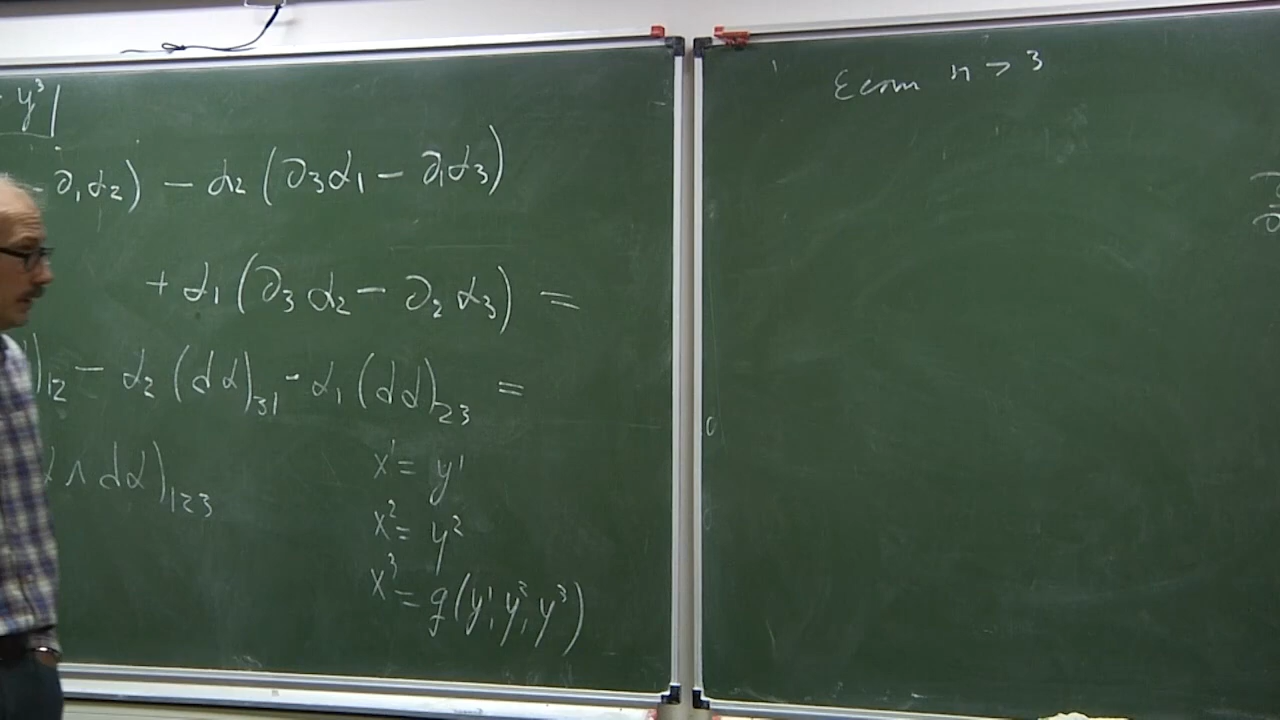 y³|
- ∂₁α₂) - α₂(∂₃α₁ - ∂₁α₃)
+ α₁(∂₃α₂ - ∂₂α₃) =
)₁₂ - α₂(dα)₃₁ - α₁(dα)₂₃ =
α ∧ dα)₁₂₃
x¹ = y¹
x² = y²
x³ = g(y¹, y², y³)
Если n > 3